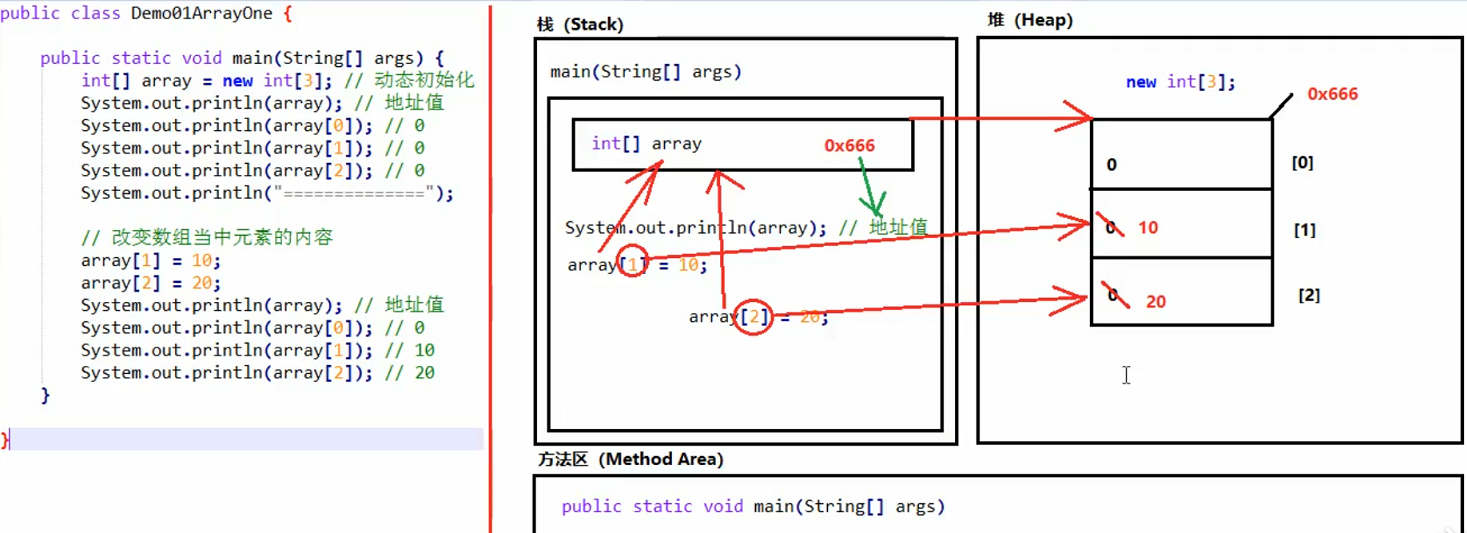 public class Demo01ArrayOne {
public static void main(String[] args) {
int[] array = new int[3]; // 动态初始化
System.out.println(array); // 地址值
System.out.println(array[0]); // 0
System.out.println(array[1]); // 0
System.out.println(array[2]); // 0
System.out.println("==============");
// 改变数组当中元素的内容
array[1] = 10;
array[2] = 20;
System.out.println(array); // 地址值
System.out.println(array[0]); // 0
System.out.println(array[1]); // 10
System.out.println(array[2]); // 20
}
}
栈（Stack）
main(String[] args)
int[] array 0x666
System.out.println(array); // 地址值
array[1] = 10;
array[2] = 20;
堆（Heap）
new int[3];
0x666
0 [0]
0 10 [1]
0 20 [2]
方法区（Method Area）
public static void main(String[] args)